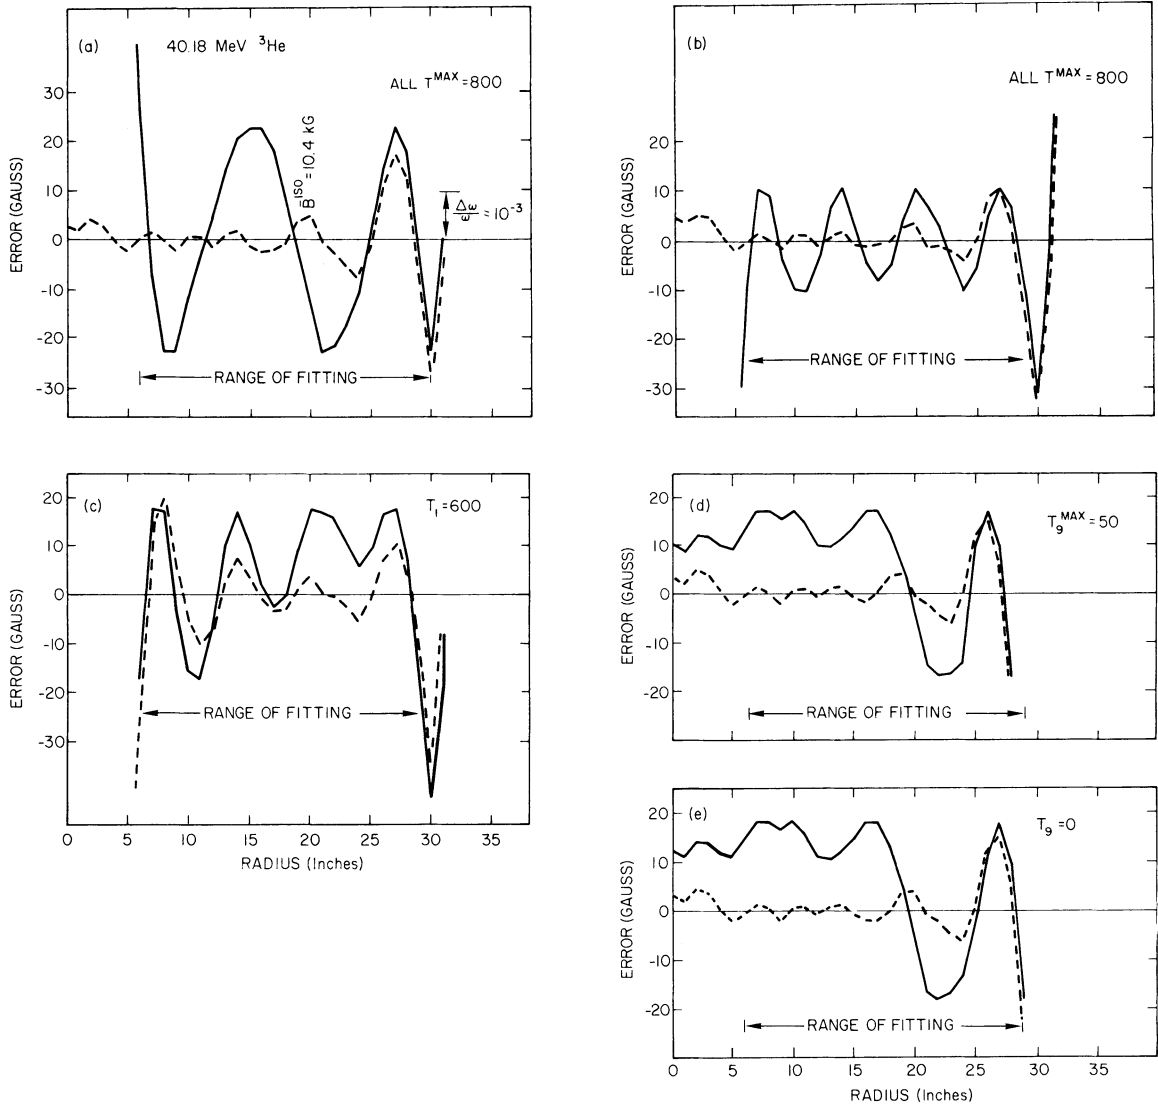 (a) 40.18 MeV ³He
ALL Tᴹᴬˣ=800
ERROR (GAUSS)
30
20
10
0
-10
-20
-30
B̄ᴵˢᴼ=10.4 kG
Δω/ω=10⁻³
RANGE OF FITTING
(b)
ALL Tᴹᴬˣ=800
ERROR (GAUSS)
30
20
10
0
-10
-20
-30
RANGE OF FITTING
(c) T₁=600
ERROR (GAUSS)
20
10
0
-10
-20
-30
RANGE OF FITTING
0 5 10 15 20 25 30 35
RADIUS (Inches)
(d)
T₉ᴹᴬˣ=50
ERROR (GAUSS)
20
10
0
-10
-20
RANGE OF FITTING
(e) T₉=0
ERROR (GAUSS)
20
10
0
-10
-20
RANGE OF FITTING
0 5 10 15 20 25 30 35
RADIUS (Inches)